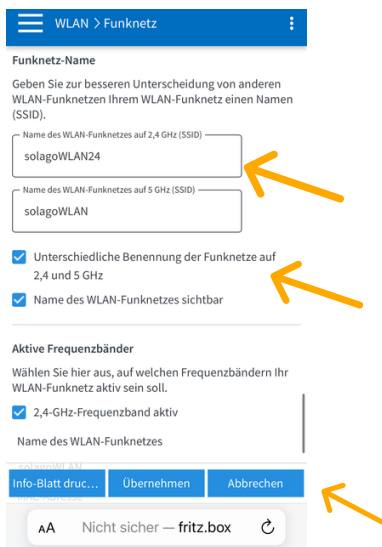 WLAN > Funknetz
Funknetz-Name
Geben Sie zur besseren Unterscheidung von anderen
WLAN-Funknetzen Ihrem WLAN-Funknetz einen Namen
(SSID).
Name des WLAN-Funknetzes auf 2,4 GHz (SSID)
solagoWLAN24
Name des WLAN-Funknetzes auf 5 GHz (SSID)
solagoWLAN
Unterschiedliche Benennung der Funknetze auf
2,4 und 5 GHz
Name des WLAN-Funknetzes sichtbar
Aktive Frequenzbänder
Wählen Sie hier aus, auf welchen Frequenzbändern Ihr
WLAN-Funknetz aktiv sein soll.
2,4-GHz-Frequenzband aktiv
Name des WLAN-Funknetzes
solagoWLAN
Info-Blatt druc... Übernehmen Abbrechen
MAC-Adresse
AA Nicht sicher — fritz.box